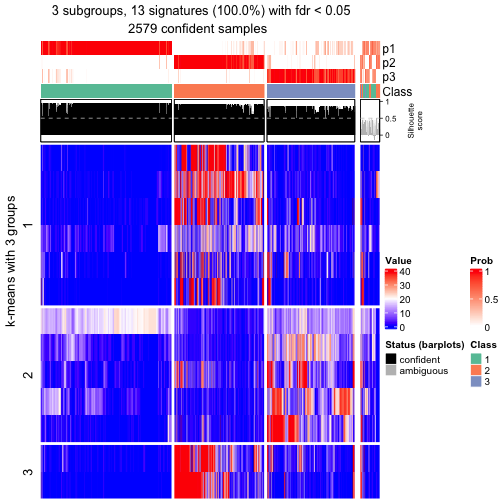 3 subgroups, 13 signatures (100.0%) with fdr < 0.05
2579 confident samples
p1
p2
p3
Class
1
0.5
0
Silhouette
score
k-means with 3 groups
1
2
3
Value
40
30
20
10
0
Prob
1
0.5
0
Status (barplots)
confident
ambiguous
Class
1
2
3